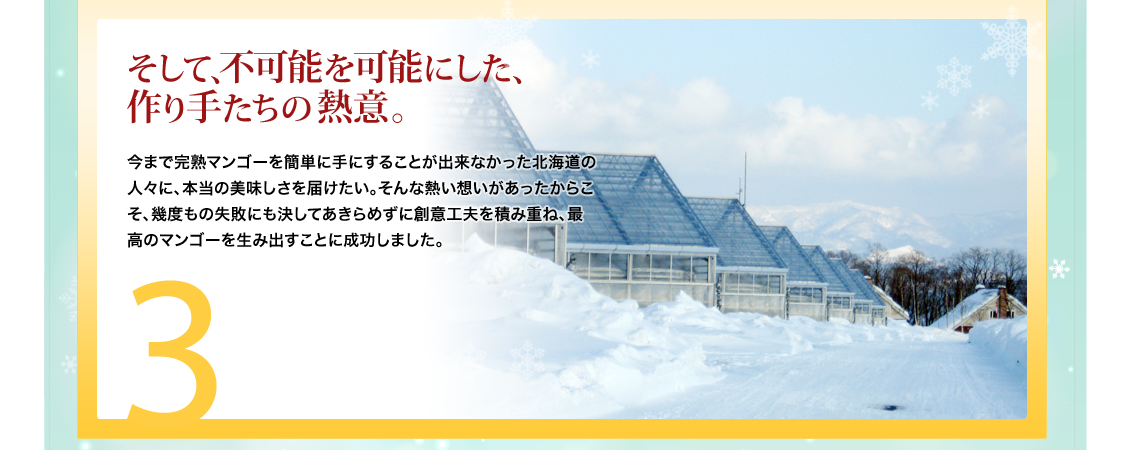 そして、不可能を可能にした、
作り手たちの熱意。
今まで完熟マンゴーを簡単に手にすることが出来なかった北海道の
人々に、本当の美味しさを届けたい。そんな熱い想いがあったからこ
そ、幾度もの失敗にも決してあきらめずに創意工夫を積み重ね、最
高のマンゴーを生み出すことに成功しました。
3